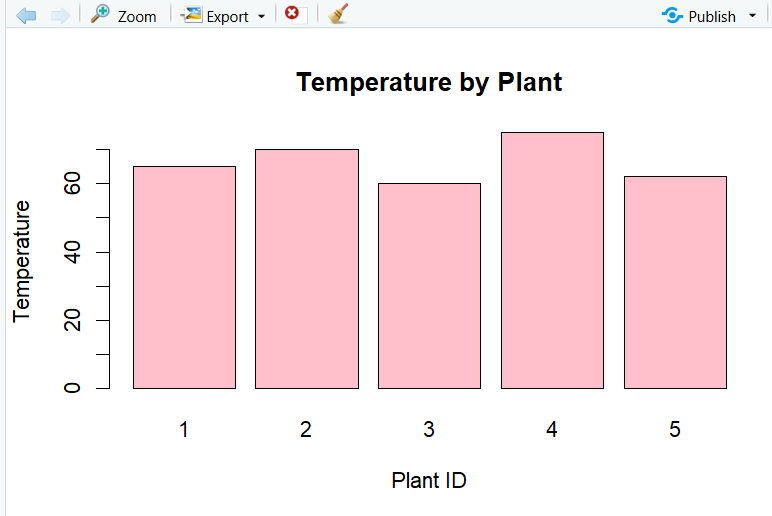 Zoom Export Publish
Temperature by Plant
Temperature
60
40
20
0
1 2 3 4 5
Plant ID